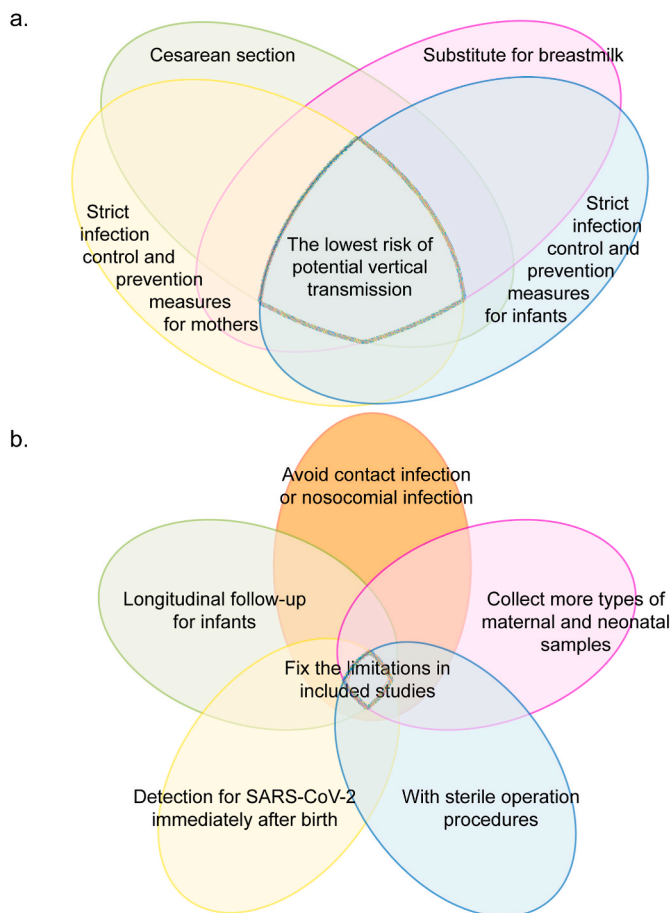 a.
Cesarean section
Substitute for breastmilk
Strict
infection
control and
prevention
measures
for mothers
The lowest risk of
potential vertical
transmission
Strict
infection
control and
prevention
measures
for infants
b.
Avoid contact infection
or nosocomial infection
Longitudinal follow-up
for infants
Collect more types of
maternal and neonatal
samples
Fix the limitations in
included studies
Detection for SARS-CoV-2
immediately after birth
With sterile operation
procedures